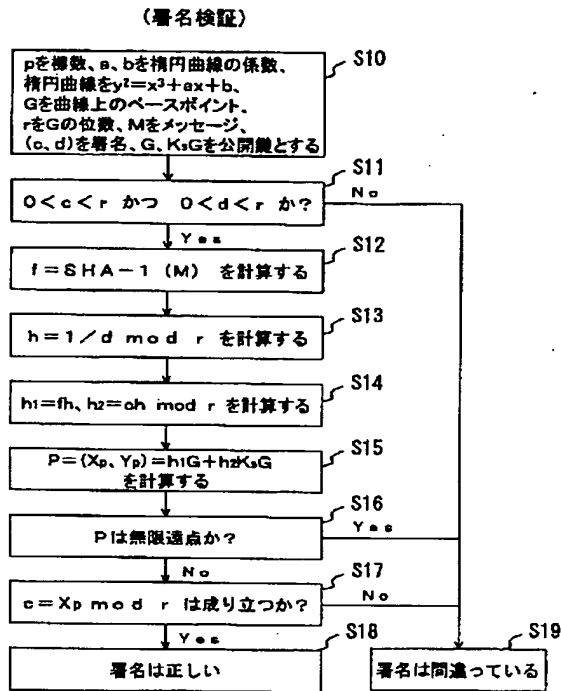 (署名検証)
S10
pを標数、a、bを楕円曲線の係数、
楕円曲線をy²=x³+ax+b、
Gを曲線上のベースポイント、
rをGの位数、Mをメッセージ、
(c、d)を署名、G、KsGを公開鍵とする
S11
0<c<r かつ 0<d<r か?
No
Yes
S12
f=SHA-1(M) を計算する
S13
h=1/d mod r を計算する
S14
h1=fh、h2=ch mod r を計算する
S15
P=(Xp、Yp)=h1G+h2KsG
を計算する
S16
Pは無限遠点か?
Yes
No
S17
c=Xp mod r は成り立つか?
No
Yes
S18
署名は正しい
S19
署名は間違っている